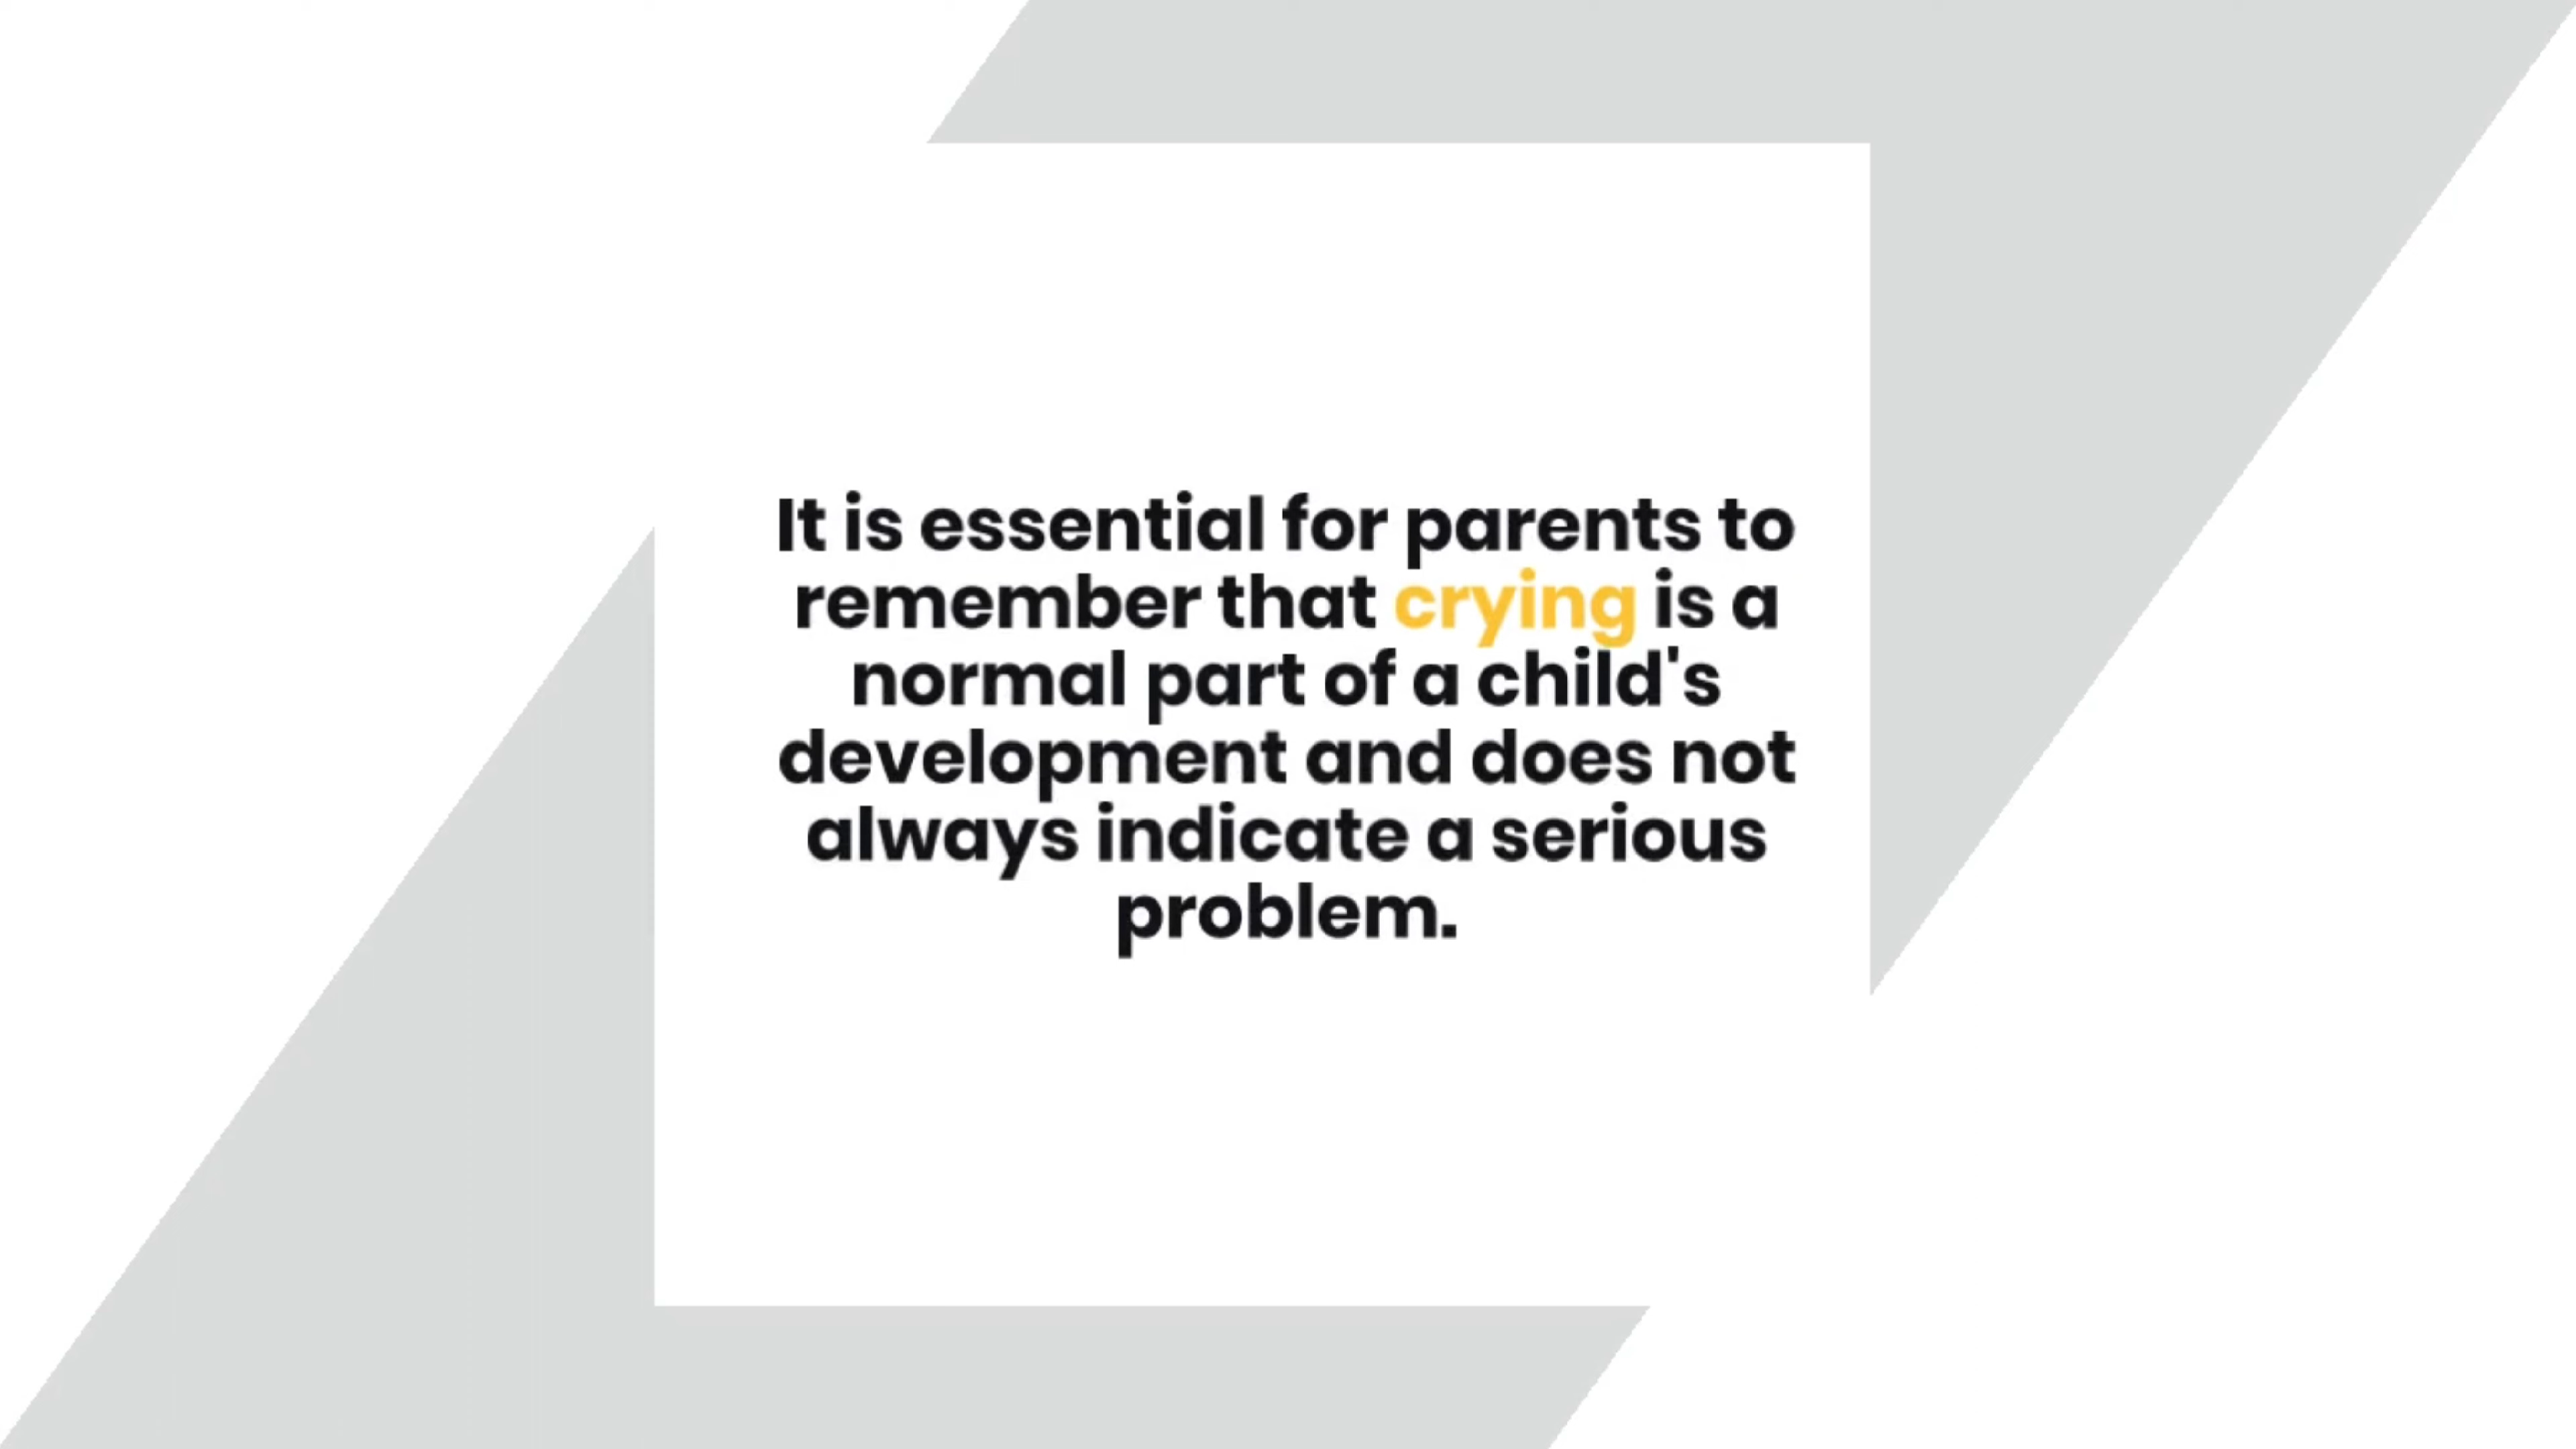 It is essential for parents to
remember that crying is a
normal part of a child's
development and does not
always indicate a serious
problem.